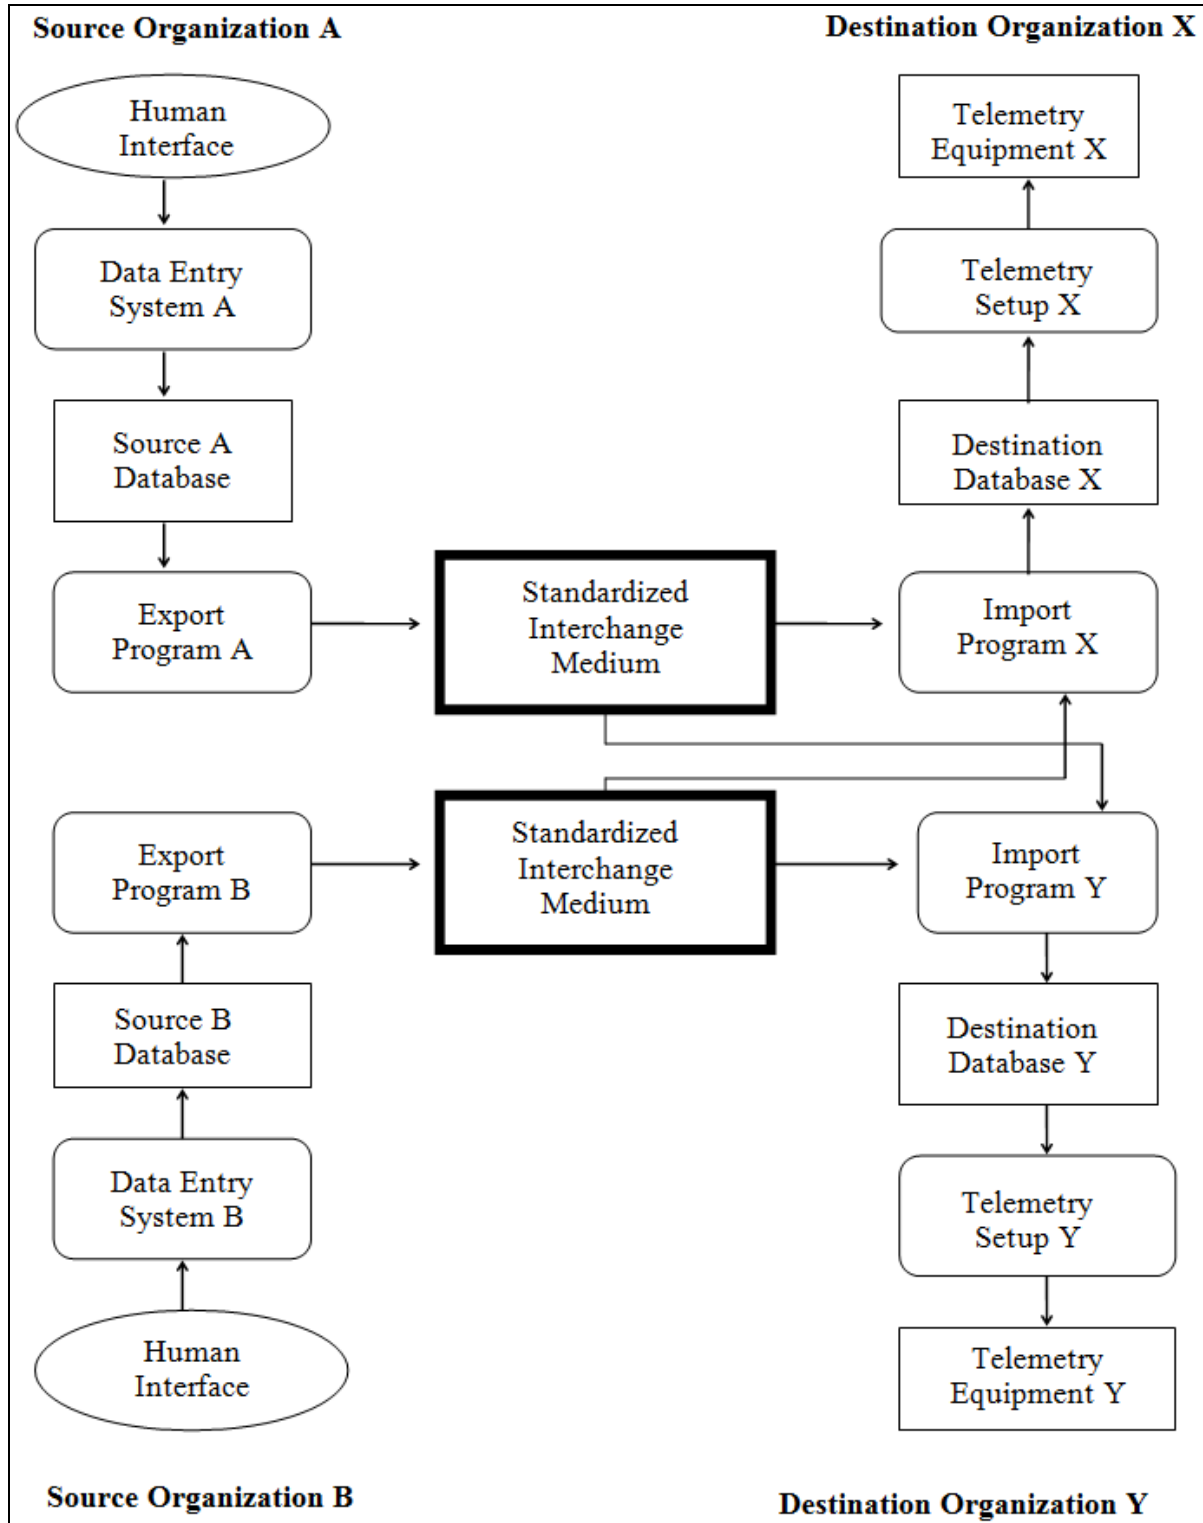 Source Organization A
Destination Organization X
Human
Interface
Telemetry
Equipment X
Data Entry
System A
Telemetry
Setup X
Source A
Database
Destination
Database X
Export
Program A
Standardized
Interchange
Medium
Import
Program X
Export
Program B
Standardized
Interchange
Medium
Import
Program Y
Source B
Database
Destination
Database Y
Data Entry
System B
Telemetry
Setup Y
Human
Interface
Telemetry
Equipment Y
Source Organization B
Destination Organization Y